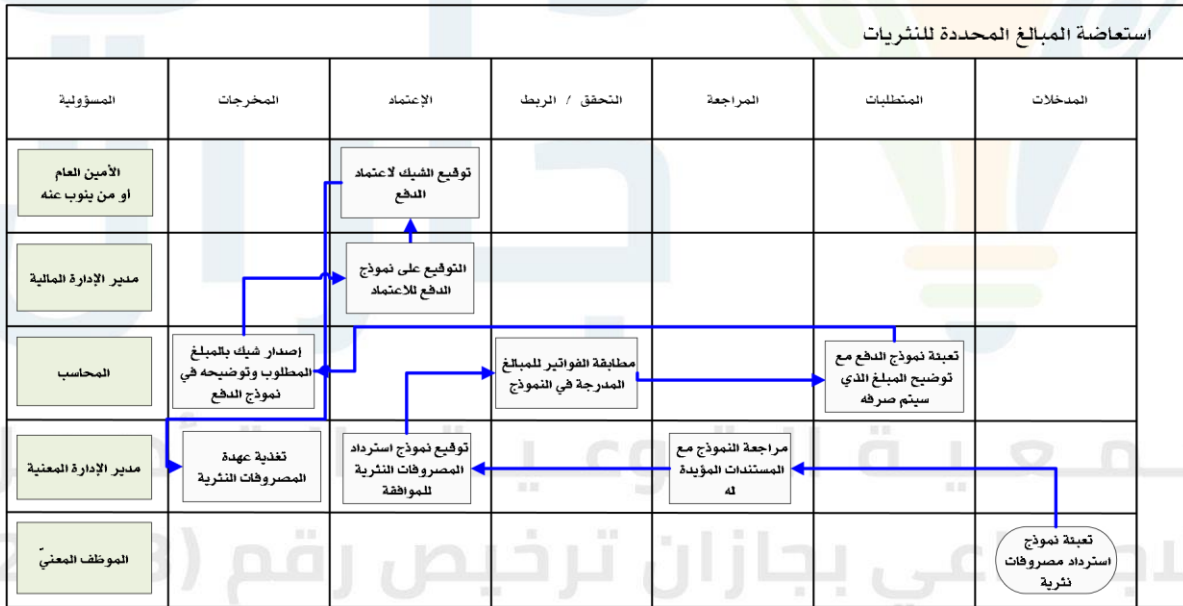 استعاضة المبالغ المحددة للنثريات
المدخلات
المتطلبات
المراجعة
التحقق / الربط
الإعتماد
المخرجات
المسؤولية
توقيع الشيك لاعتماد
الدفع
الأمين العام
او من ينوب عنه
التوقيع على نموذج
الدفع للاعتماد
مدير الإدارة المالية
تعبئة نموذج الدفع مع
توضيح المبلغ الذي
سيتم صرفه
مطابقة الفواتير للمبالغ
المدرجة في النموذج
إصدار شيك بالمبلغ
المطلوب وتوضيحه في
نموذج الدفع
المحاسب
مراجعة النموذج مع
المستندات المؤيدة
له
توقيع نموذج استرداد
المصروفات النثرية
للموافقة
تغذية عهدة
المصروفات النثرية
مدير الإدارة المعنية
تعبئة نموذج
استرداد مصروفات
نثرية
الموظف المعنيّ
بجازان ترخيص رقم